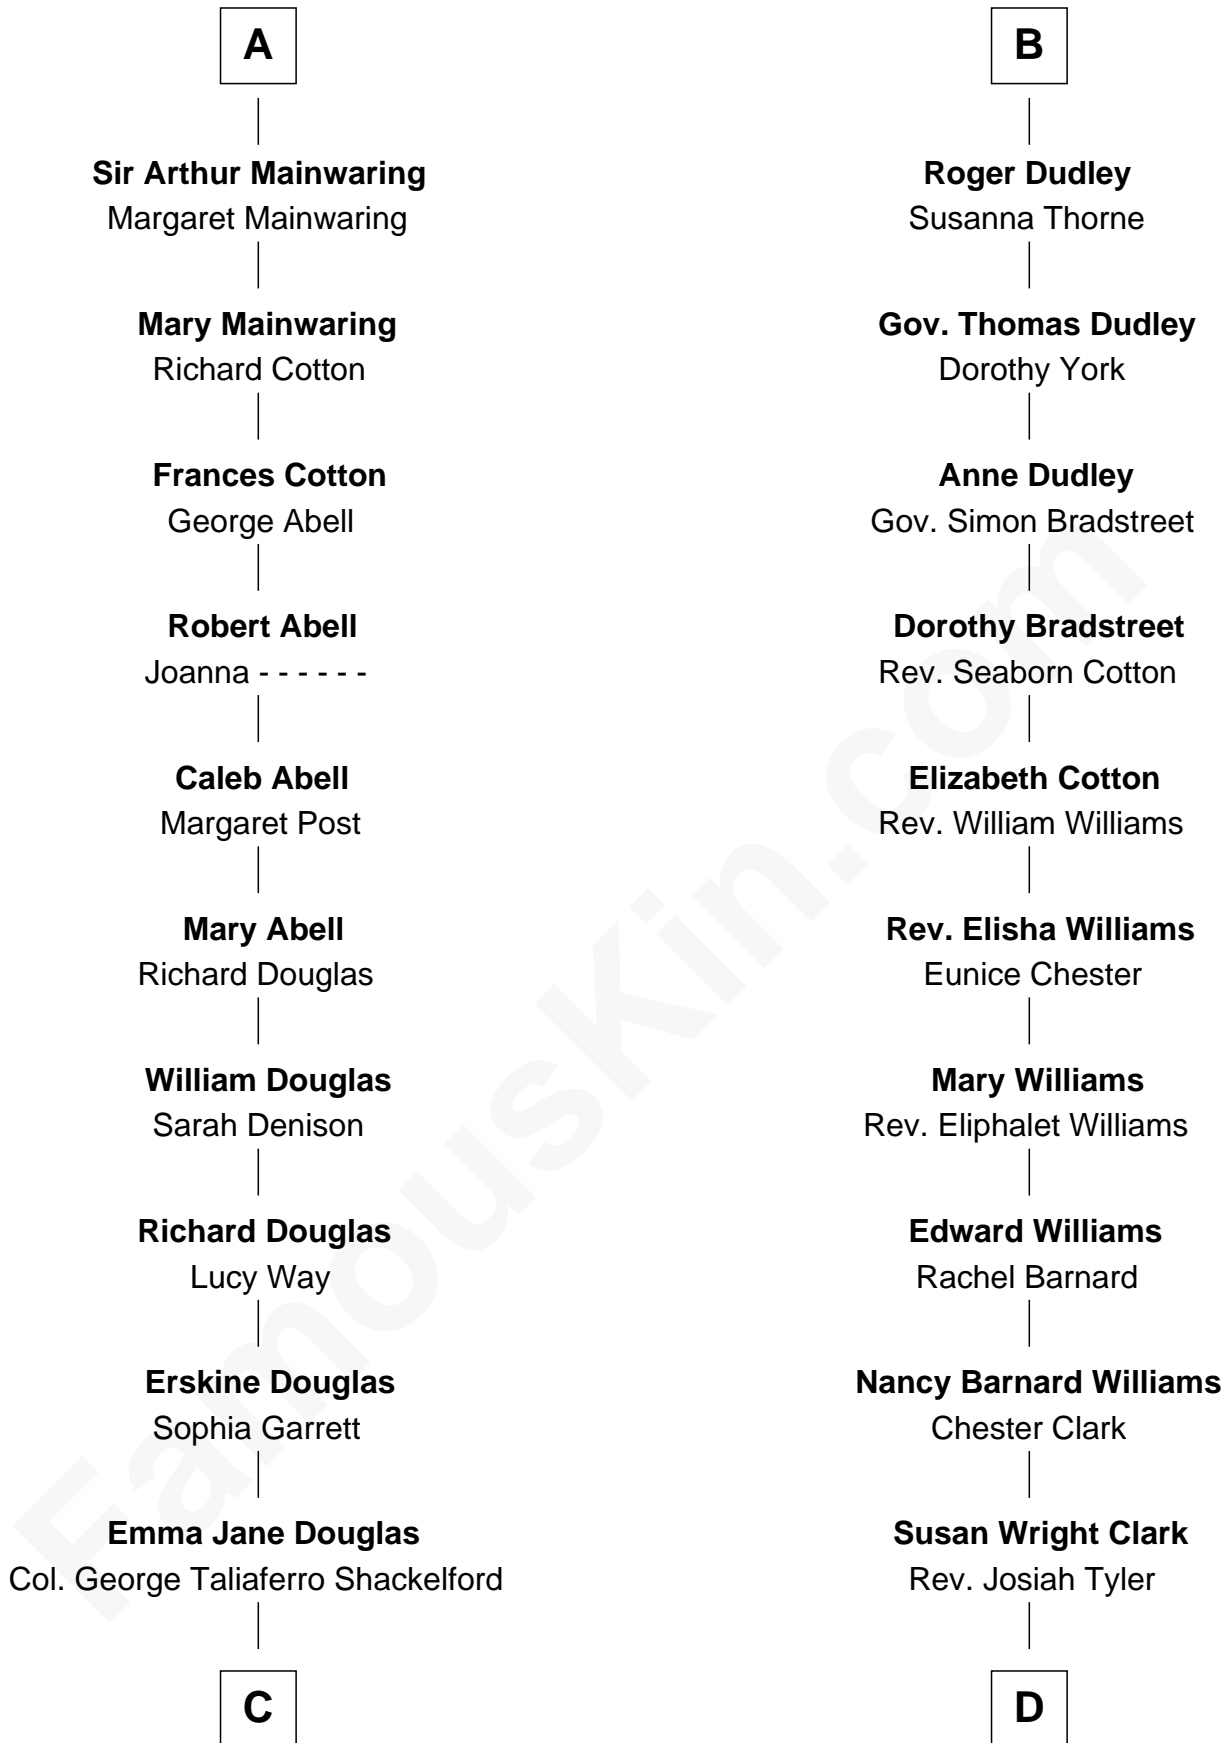 A
Sir Arthur Mainwaring
Margaret Mainwaring
Mary Mainwaring
Richard Cotton
Frances Cotton
George Abell
Robert Abell
Joanna - - - - - -
Caleb Abell
Margaret Post
Mary Abell
Richard Douglas
William Douglas
Sarah Denison
Richard Douglas
Lucy Way
Erskine Douglas
Sophia Garrett
Emma Jane Douglas
Col. George Taliaferro Shackelford
C
B
Roger Dudley
Susanna Thorne
Gov. Thomas Dudley
Dorothy York
Anne Dudley
Gov. Simon Bradstreet
Dorothy Bradstreet
Rev. Seaborn Cotton
Elizabeth Cotton
Rev. William Williams
Rev. Elisha Williams
Eunice Chester
Mary Williams
Rev. Eliphalet Williams
Edward Williams
Rachel Barnard
Nancy Barnard Williams
Chester Clark
Susan Wright Clark
Rev. Josiah Tyler
D
FamousKin.com